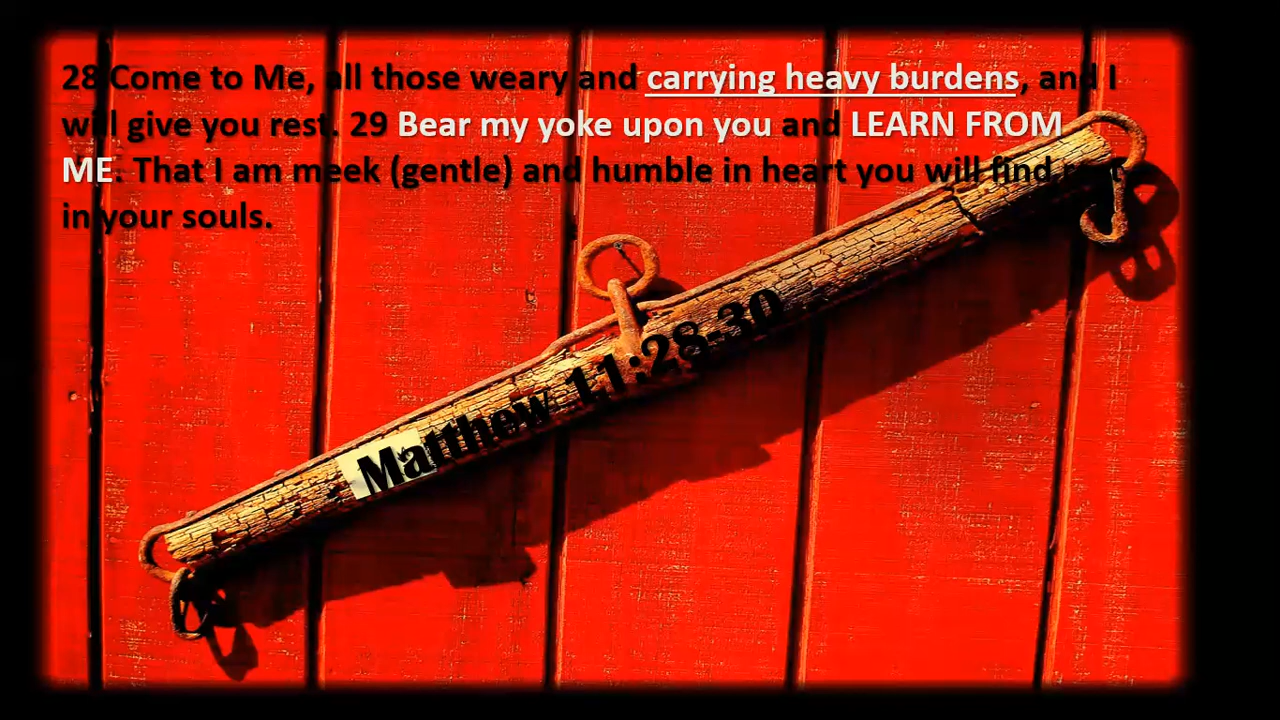 28 Come to Me, all those weary and carrying heavy burdens, and I
will give you rest. 29 Bear my yoke upon you and LEARN FROM
ME. That I am meek (gentle) and humble in heart you will find rest
in your souls.
Matthew 11:28-30